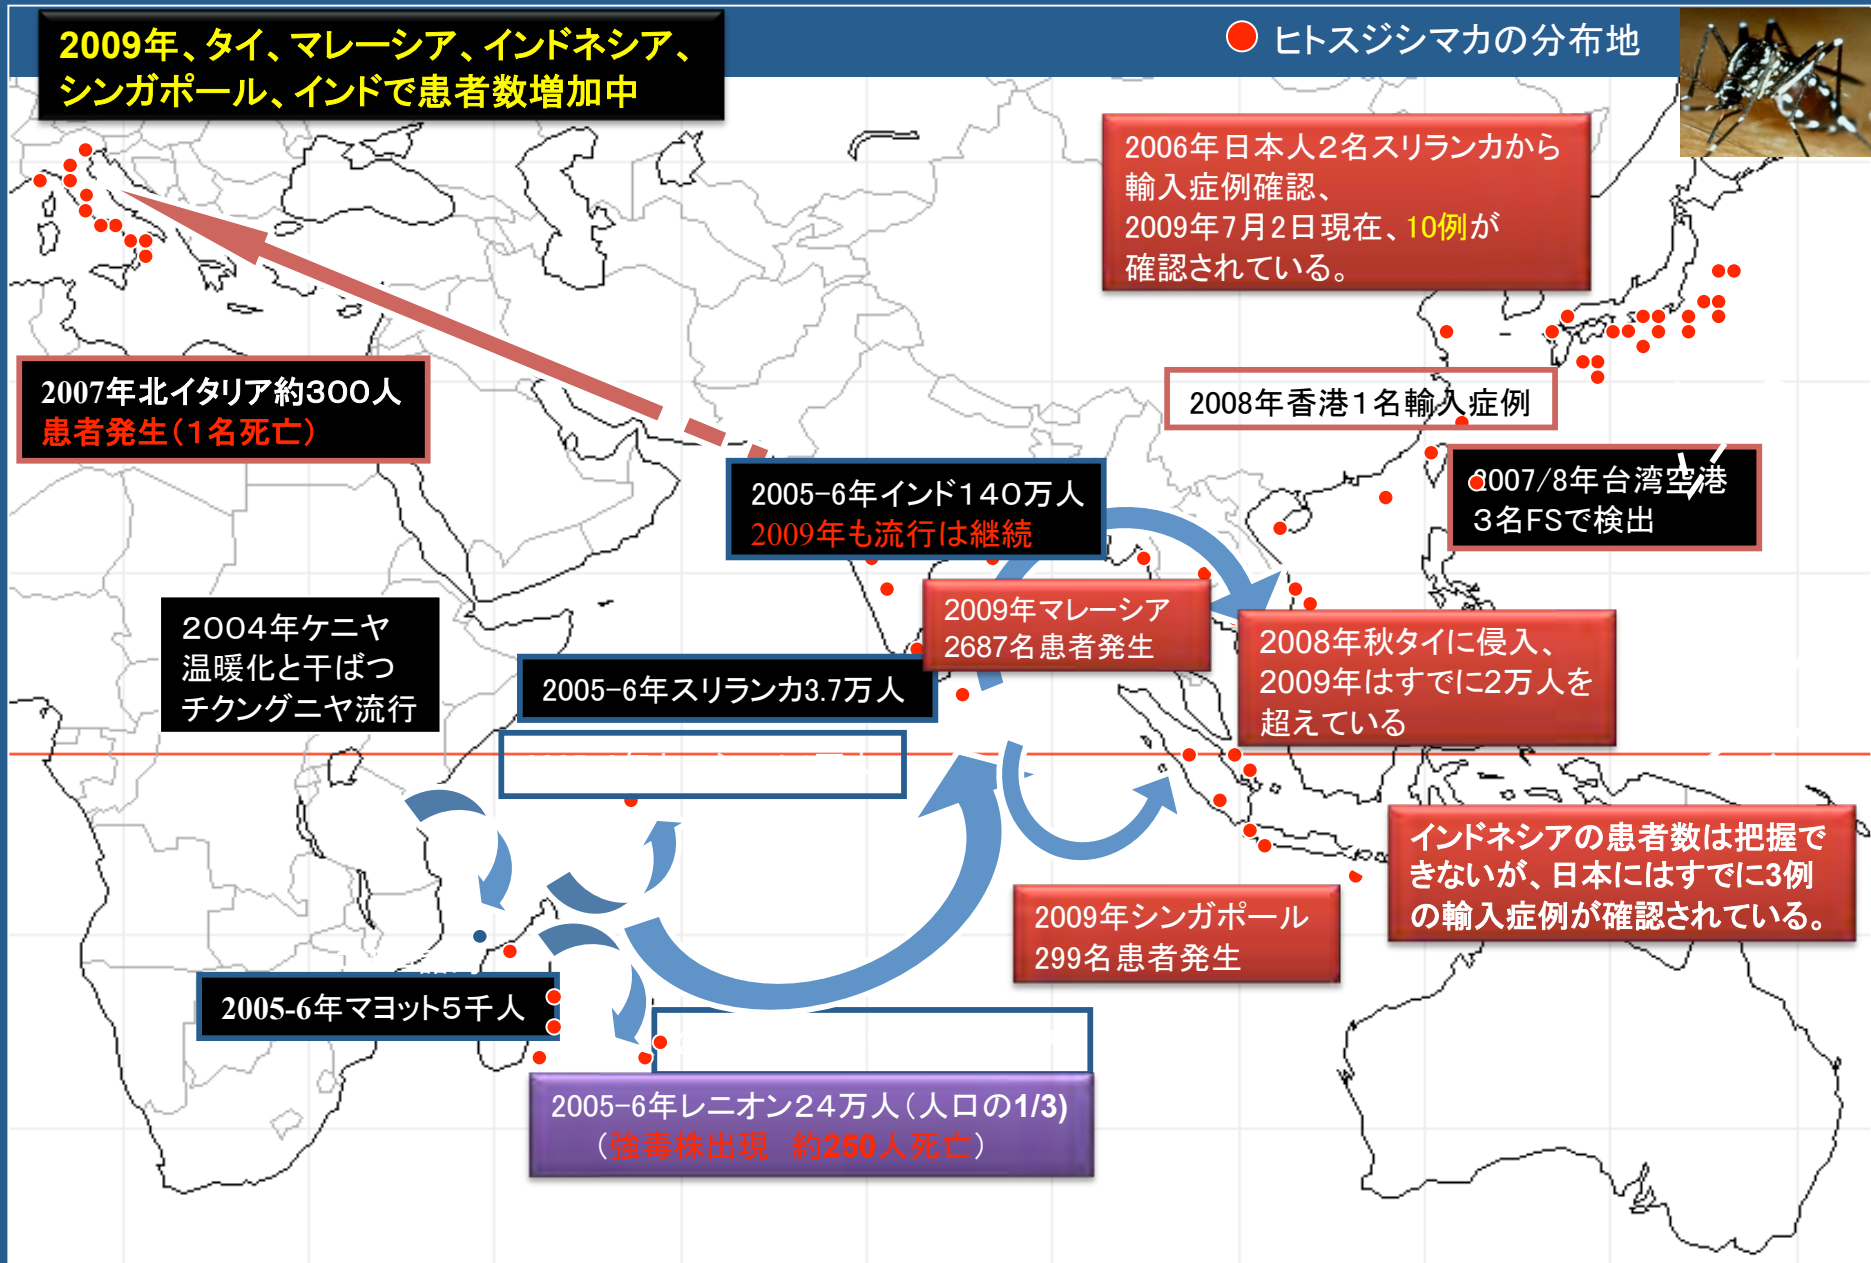 2009年、タイ、マレーシア、インドネシア、
シンガポール、インドで患者数増加中
ヒトスジシマカの分布地
2006年日本人２名スリランカから
輸入症例確認、
2009年7月2日現在、10例が
確認されている。
2007年北イタリア約３００人
患者発生（１名死亡）
2008年香港１名輸入症例
2005-6年インド１４０万人
2009年も流行は継続
2007/8年台湾空港
３名FSで検出
２００４年ケニヤ
温暖化と干ばつ
チクングニヤ流行
2009年マレーシア
2687名患者発生
2008年秋タイに侵入、
2009年はすでに2万人を
超えている
2005-6年スリランカ3.7万人
インドネシアの患者数は把握で
きないが、日本にはすでに3例
の輸入症例が確認されている。
2009年シンガポール
299名患者発生
2005-6年マヨット５千人
2005-6年レニオン２４万人（人口の1/3)
（強毒株出現　約250人死亡）